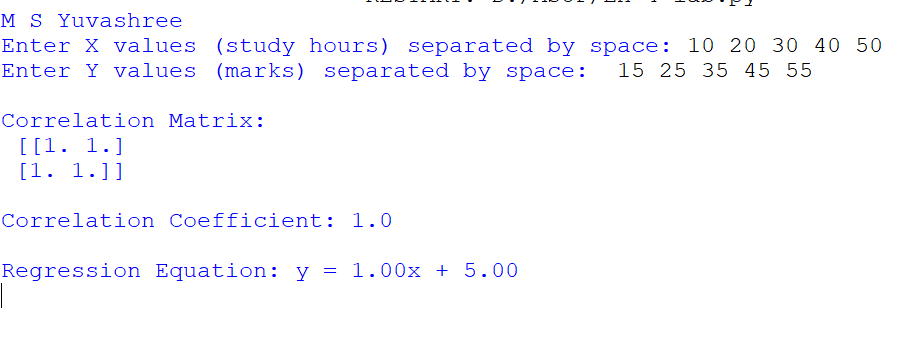 M S Yuvashree
Enter X values (study hours) separated by space: 10 20 30 40 50
Enter Y values (marks) separated by space:  15 25 35 45 55
Correlation Matrix:
[[1. 1.]
[1. 1.]]
Correlation Coefficient: 1.0
Regression Equation: y = 1.00x + 5.00